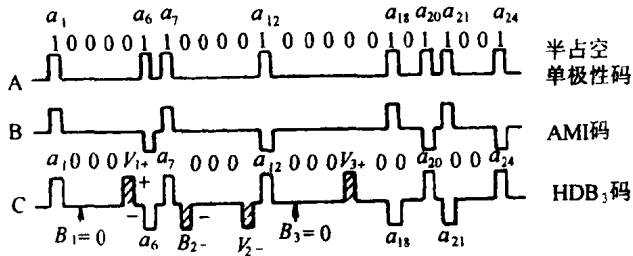 a₁ a₆ a₇ a₁₂ a₁₈ a₂₀ a₂₁ a₂₄
1 0 0 0 0 1 1 0 0 0 0 1 0 0 0 0 0 1 0 1 1 0 0 1
半占空
A 单极性码
B AMI码
a₁ 0 0 0 V₁₊ a₇ 0 0 0 a₁₂ 0 0 0 V₃₊ 0 0 a₂₀ 0 0 a₂₄
C + − − HDB₃码
B₁=0 a₆ B₂₋ V₂₋ B₃=0 a₁₈ a₂₁